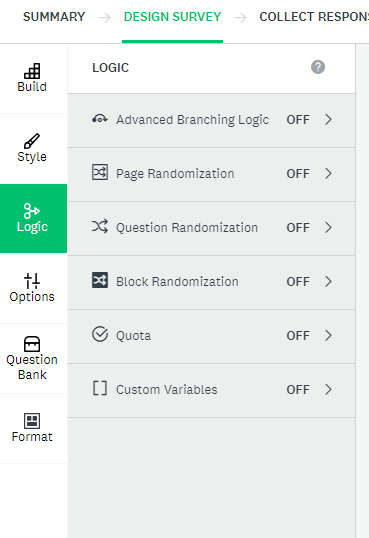 SUMMARY → DESIGN SURVEY → COLLECT RESPON
Build
Style
Logic
Options
Question
Bank
Format
LOGIC ?
Advanced Branching Logic OFF
Page Randomization OFF
Question Randomization OFF
Block Randomization OFF
Quota OFF
Custom Variables OFF